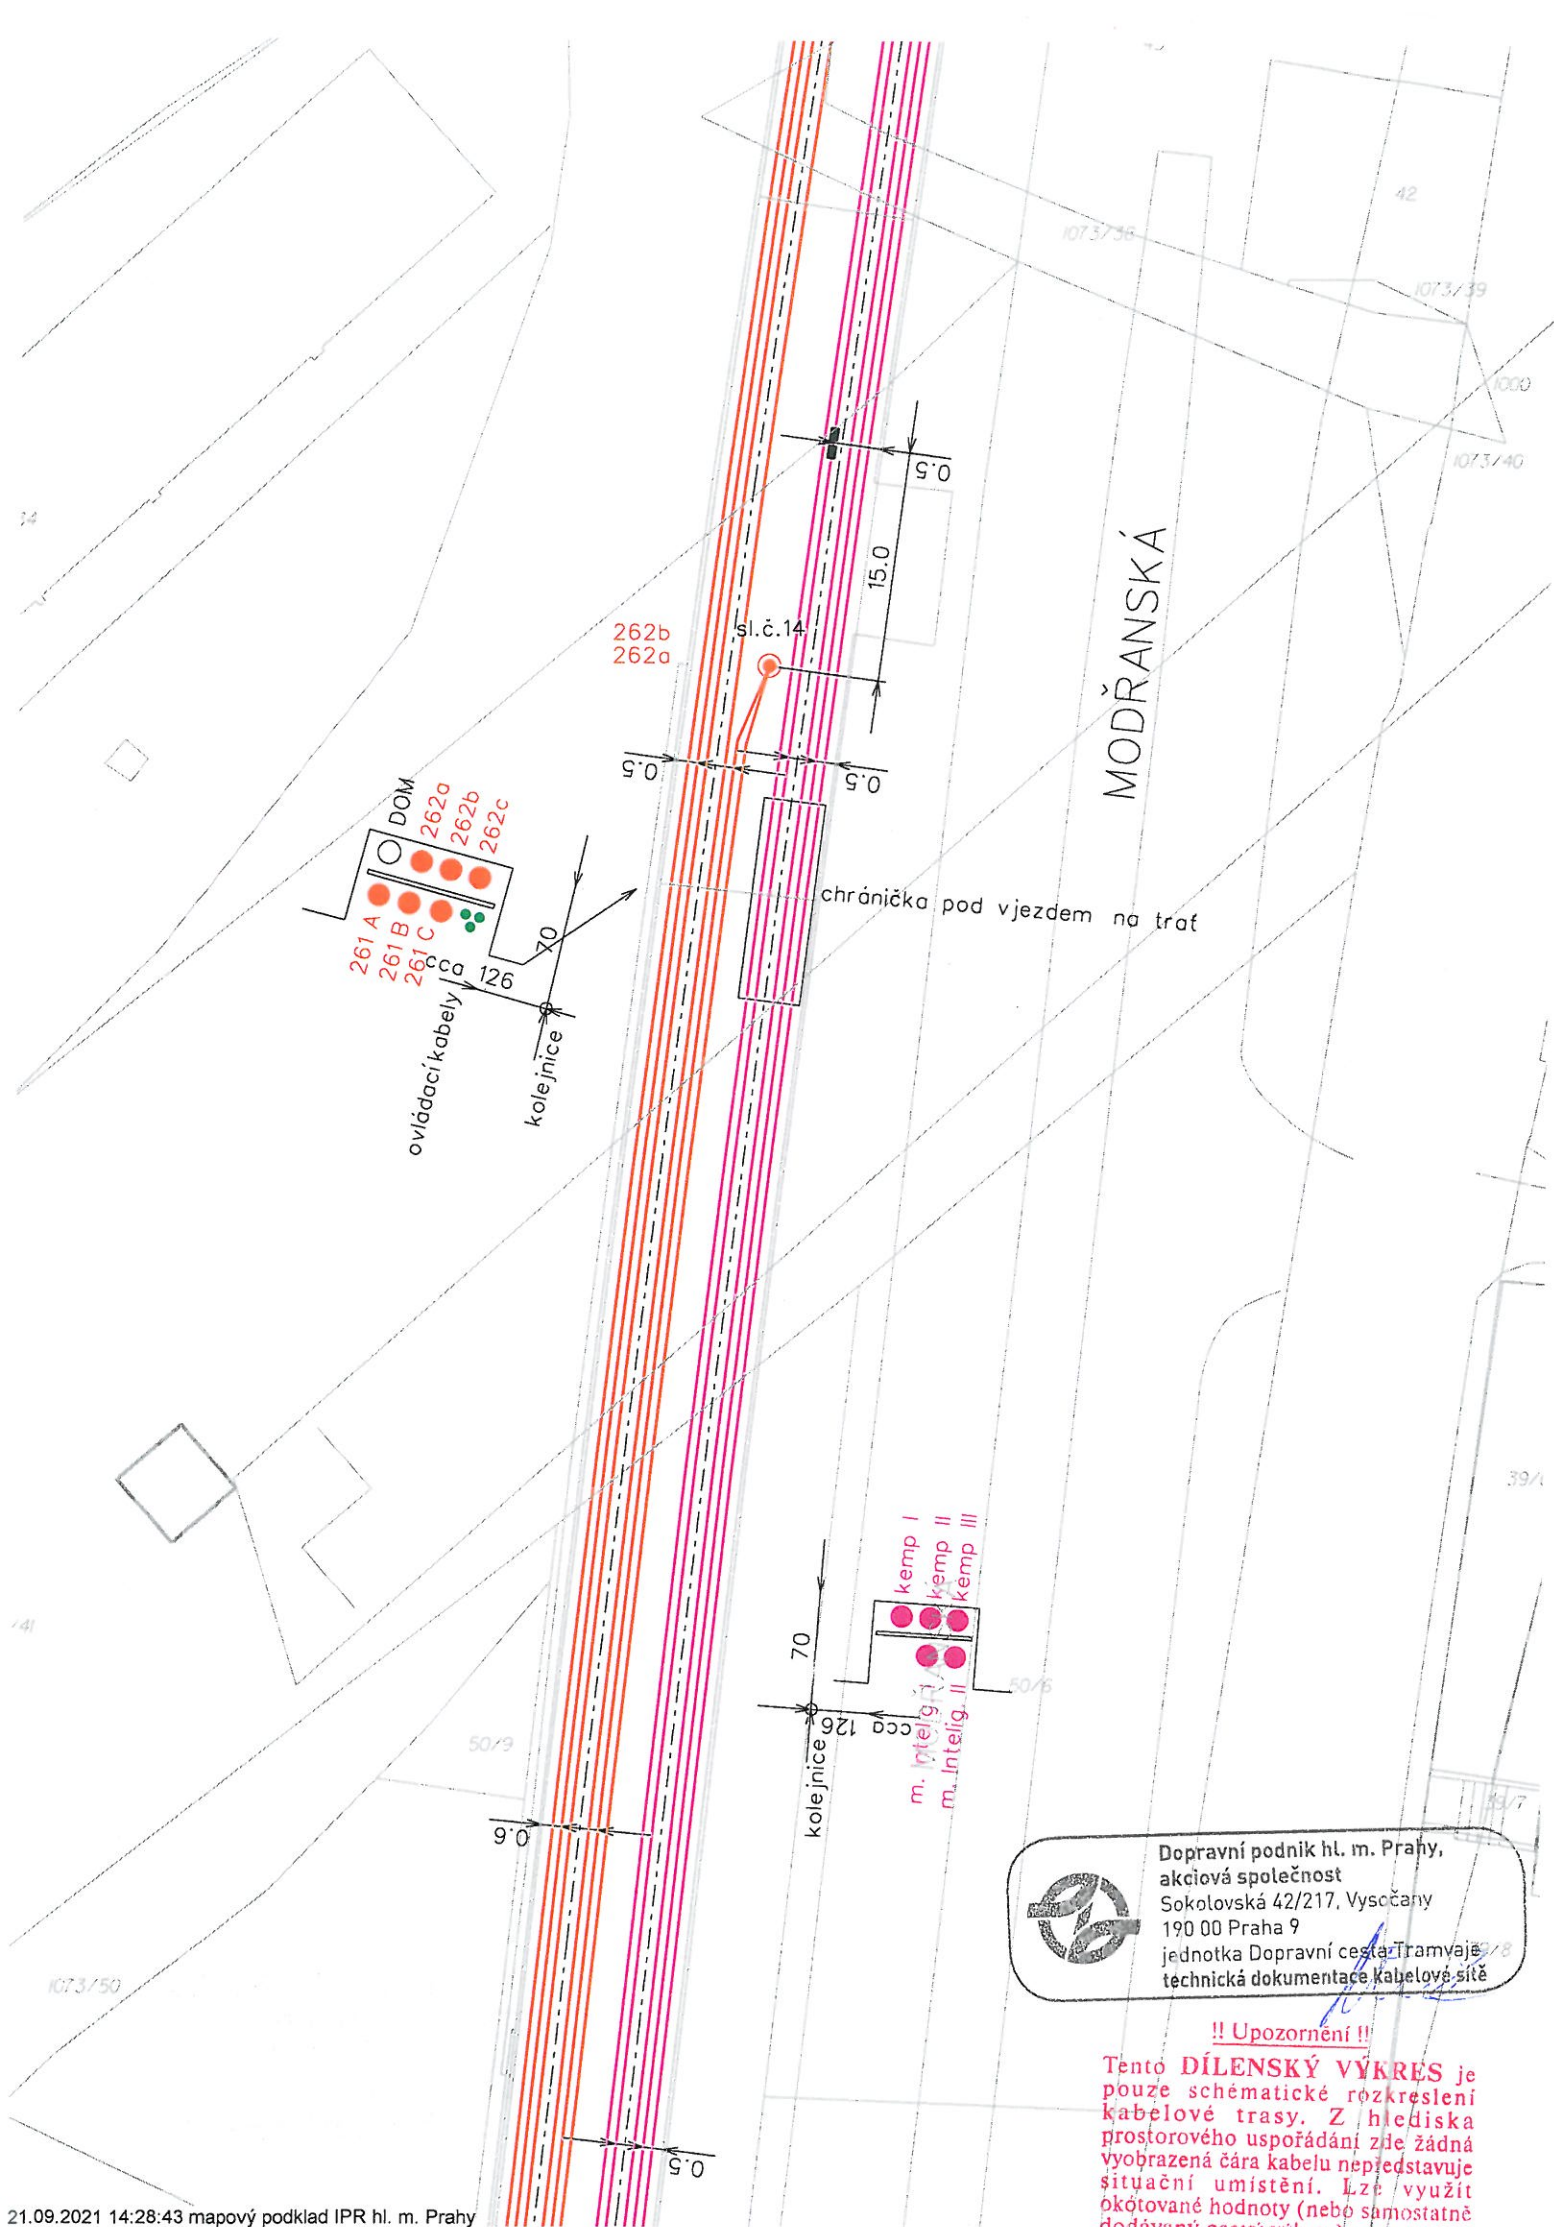 42
1073/38
1073/39
1000
1073/40
34
0.5
15.0
MODŘANSKÁ
262b
262a
sl.č.14
0.5
0.5
DOM
262a
262b
262c
261 A
261 B
261 C
70
cca 126
ovládací kabely
kolejnice
chránička pod vjezdem na trať
kemp I
kemp II
kemp III
70
cca 126
kolejnice
m. Intelig. I
m. Intelig. II
50/6
50/9
0.6
39/7
1073/50
0.5
Dopravní podnik hl. m. Prahy,
akciová společnost
Sokolovská 42/217, Vysočany
190 00 Praha 9
jednotka Dopravní cesta Tramvaje
technická dokumentace kabelové sítě
!! Upozornění !!
Tento DÍLENSKÝ VÝKRES je
pouze schématické rozkreslení
kabelové trasy. Z hlediska
prostorového uspořádání zde žádná
vyobrazená čára kabelu nepředstavuje
situační umístění. Lze využít
okótované hodnoty (nebo samostatně
21.09.2021 14:28:43 mapový podklad IPR hl. m. Prahy